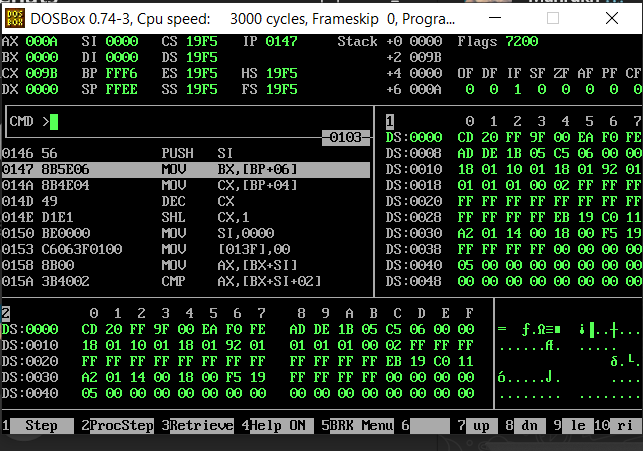 DOSBox 0.74-3, Cpu speed: 3000 cycles, Frameskip 0, Progra...
AX 000A SI 0000 CS 19F5 IP 0147 Stack +0 0000 Flags 7200
BX 0000 DI 0000 DS 19F5 +2 009B
CX 009B BP FFF6 ES 19F5 HS 19F5 +4 0000 OF DF IF SF ZF AF PF CF
DX 0000 SP FFEE SS 19F5 FS 19F5 +6 000A 0 0 1 0 0 0 0 0
CMD >
0103
0146 56 PUSH SI
0147 8B5E06 MOV BX,[BP+06]
014A 8B4E04 MOV CX,[BP+04]
014D 49 DEC CX
014E D1E1 SHL CX,1
0150 BE0000 MOV SI,0000
0153 C6063F0100 MOV [013F],00
0158 8B00 MOV AX,[BX+SI]
015A 3B4002 CMP AX,[BX+SI+02]
1 0 1 2 3 4 5 6 7
DS:0000 CD 20 FF 9F 00 EA F0 FE
DS:0008 AD DE 1B 05 C5 06 00 00
DS:0010 18 01 10 01 18 01 92 01
DS:0018 01 01 01 00 02 FF FF FF
DS:0020 FF FF FF FF FF FF FF FF
DS:0028 FF FF FF FF EB 19 C0 11
DS:0030 A2 01 14 00 18 00 F5 19
DS:0038 FF FF FF FF 00 00 00 00
DS:0040 05 00 00 00 00 00 00 00
DS:0048 00 00 00 00 00 00 00 00
2 0 1 2 3 4 5 6 7 8 9 A B C D E F
DS:0000 CD 20 FF 9F 00 EA F0 FE AD DE 1B 05 C5 06 00 00 = ƒ.Ω≡■ ¡▐..┼...
DS:0010 18 01 10 01 18 01 92 01 01 01 01 00 02 FF FF FF ......Æ. .....
DS:0020 FF FF FF FF FF FF FF FF FF FF FF FF EB 19 C0 11 δ.└.
DS:0030 A2 01 14 00 18 00 F5 19 FF FF FF FF 00 00 00 00 ó.....⌡. ....
DS:0040 05 00 00 00 00 00 00 00 00 00 00 00 00 00 00 00 ........ ........
1 Step 2ProcStep 3Retrieve 4Help ON 5BRK Menu 6 7 up 8 dn 9 le 10 ri